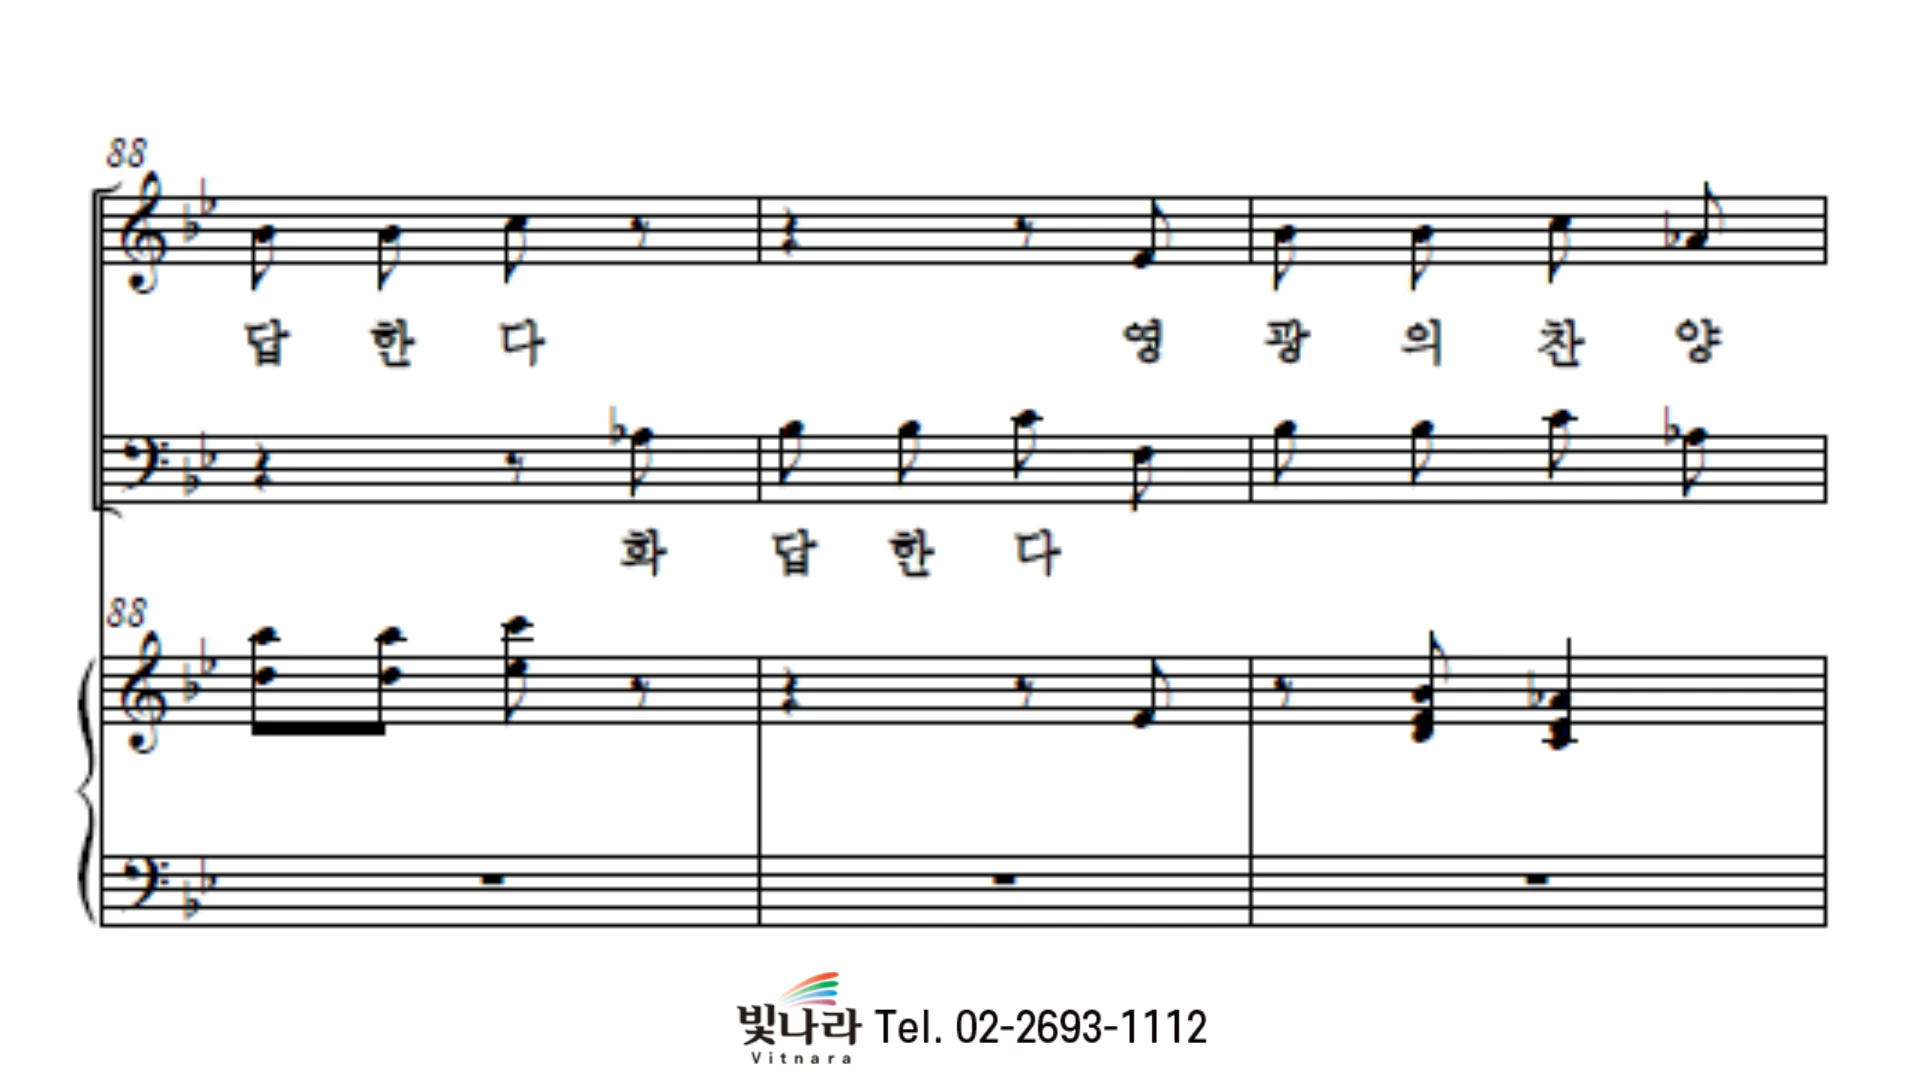 88
답 한 다 영 광 의 찬 양
화 답 한 다
88
빛나라 Tel. 02-2693-1112
Vitnara